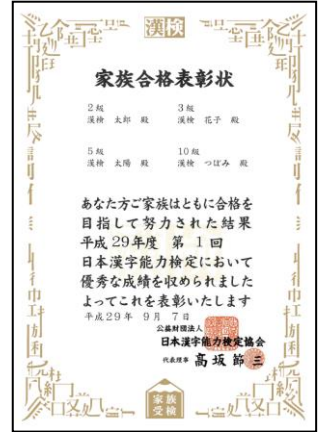 漢検
家族合格表彰状
2級 3級
漢検 太郎 殿 漢検 花子 殿
5級 10級
漢検 太陽 殿 漢検 つぼみ 殿
あなた方ご家族はともに合格を
目指して努力された結果
平成29年度 第1回
日本漢字能力検定において
優秀な成績を収められました
よってこれを表彰いたします
平成29年 9月 7日
公益財団法人
日本漢字能力検定協会
代表理事 高坂節三
家族
受検